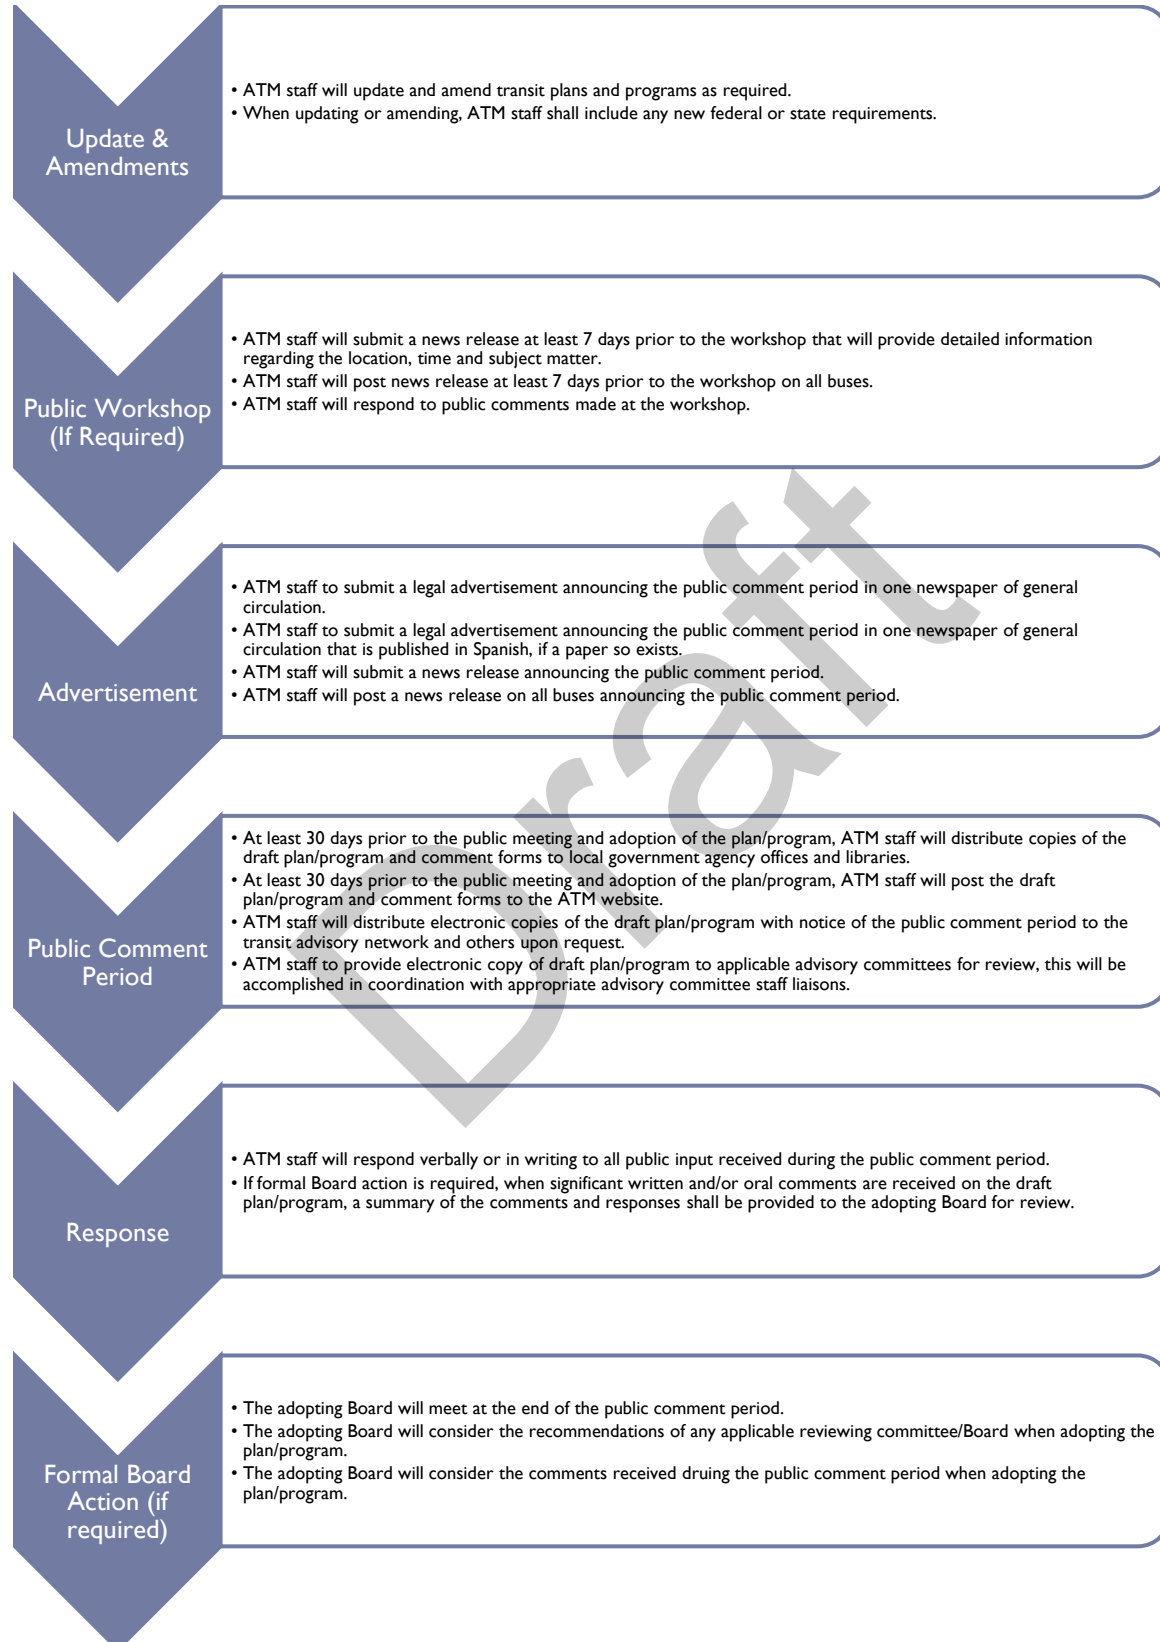 Update &
Amendments
• ATM staff will update and amend transit plans and programs as required.
• When updating or amending, ATM staff shall include any new federal or state requirements.
Public Workshop
(If Required)
• ATM staff will submit a news release at least 7 days prior to the workshop that will provide detailed information
regarding the location, time and subject matter.
• ATM staff will post news release at least 7 days prior to the workshop on all buses.
• ATM staff will respond to public comments made at the workshop.
Advertisement
• ATM staff to submit a legal advertisement announcing the public comment period in one newspaper of general
circulation.
• ATM staff to submit a legal advertisement announcing the public comment period in one newspaper of general
circulation that is published in Spanish, if a paper so exists.
• ATM staff will submit a news release announcing the public comment period.
• ATM staff will post a news release on all buses announcing the public comment period.
Public Comment
Period
• At least 30 days prior to the public meeting and adoption of the plan/program, ATM staff will distribute copies of the
draft plan/program and comment forms to local government agency offices and libraries.
• At least 30 days prior to the public meeting and adoption of the plan/program, ATM staff will post the draft
plan/program and comment forms to the ATM website.
• ATM staff will distribute electronic copies of the draft plan/program with notice of the public comment period to the
transit advisory network and others upon request.
• ATM staff to provide electronic copy of draft plan/program to applicable advisory committees for review, this will be
accomplished in coordination with appropriate advisory committee staff liaisons.
Response
• ATM staff will respond verbally or in writing to all public input received during the public comment period.
• If formal Board action is required, when significant written and/or oral comments are received on the draft
plan/program, a summary of the comments and responses shall be provided to the adopting Board for review.
Formal Board
Action (if
required)
• The adopting Board will meet at the end of the public comment period.
• The adopting Board will consider the recommendations of any applicable reviewing committee/Board when adopting the
plan/program.
• The adopting Board will consider the comments received druing the public comment period when adopting the
plan/program.
Draft